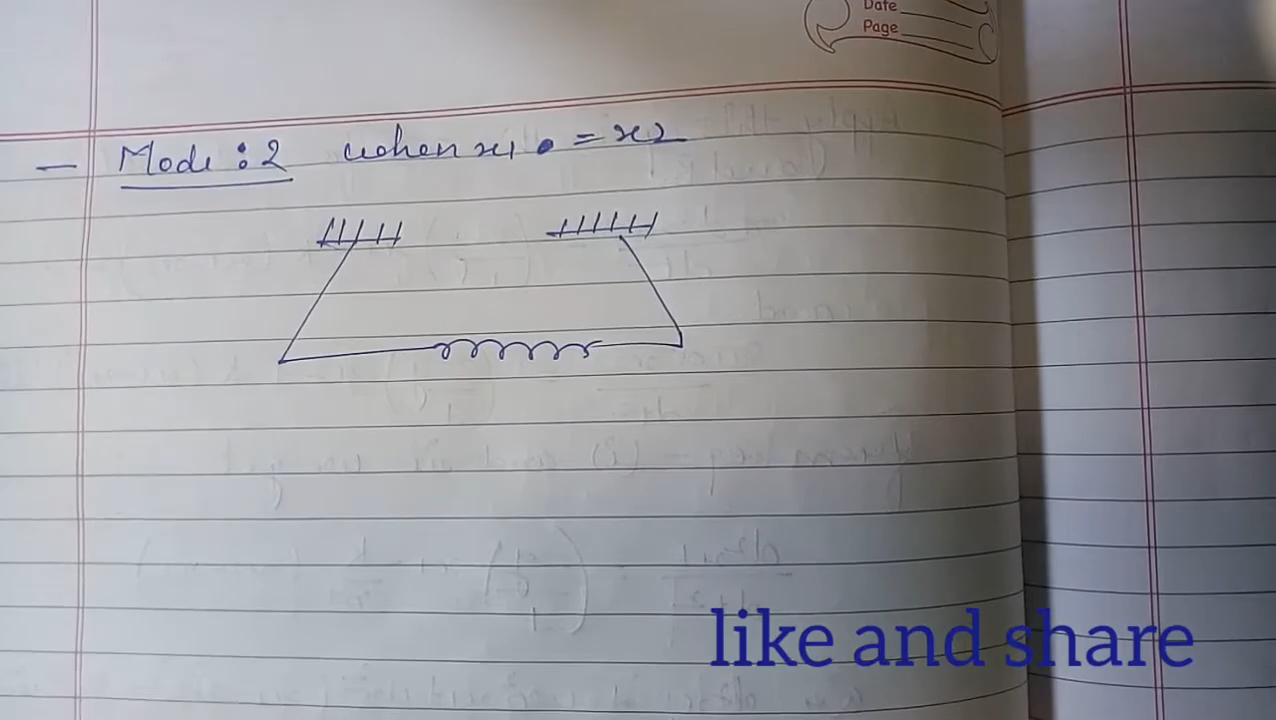 Date
Page
- Mode : 2 when x1 = x2
like and share